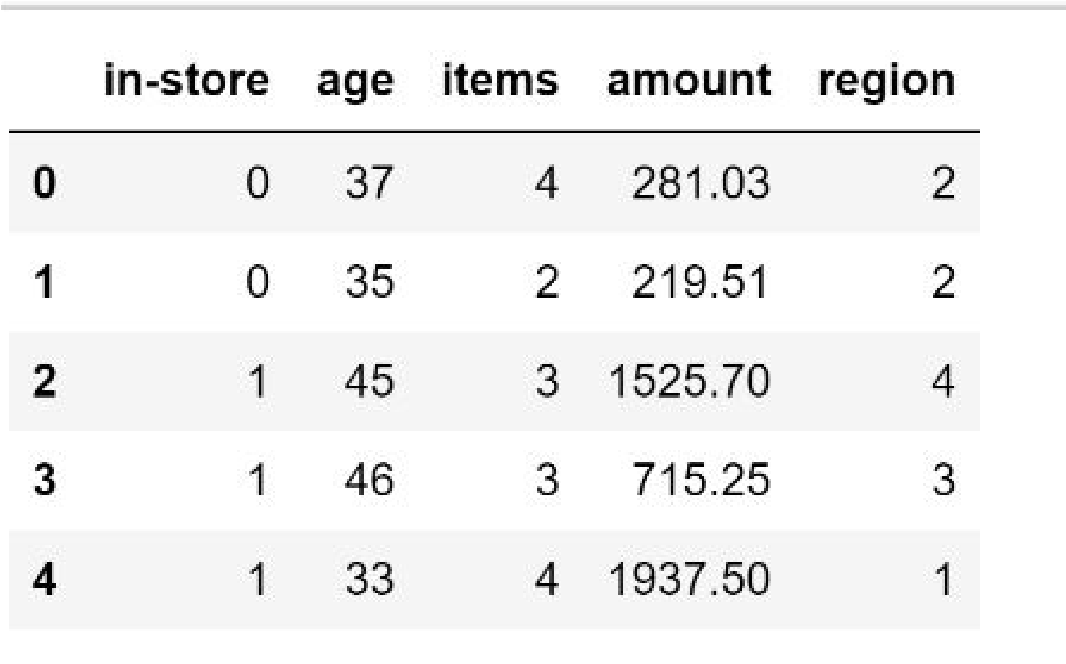 in-store age items amount region
0 0 37 4 281.03 2
1 0 35 2 219.51 2
2 1 45 3 1525.70 4
3 1 46 3 715.25 3
4 1 33 4 1937.50 1